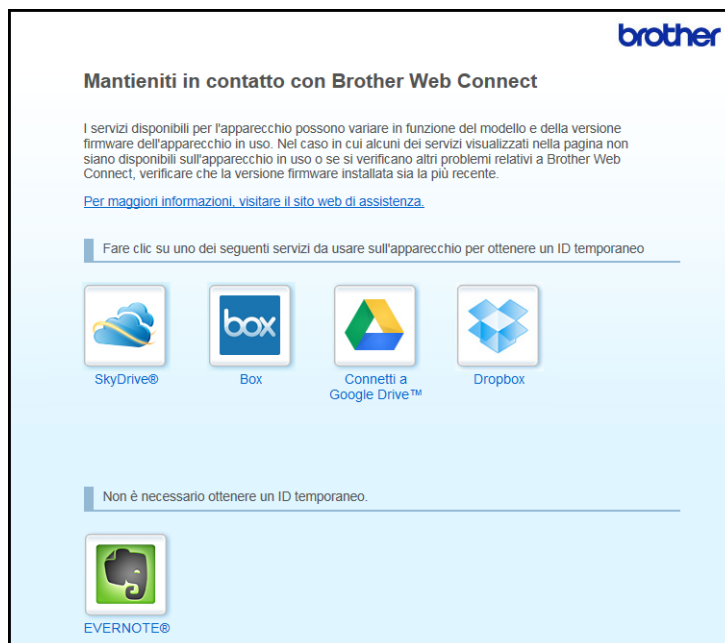 brother
Mantieniti in contatto con Brother Web Connect
I servizi disponibili per l'apparecchio possono variare in funzione del modello e della versione
firmware dell'apparecchio in uso. Nel caso in cui alcuni dei servizi visualizzati nella pagina non
siano disponibili sull'apparecchio in uso o se si verificano altri problemi relativi a Brother Web
Connect, verificare che la versione firmware installata sia la più recente.
Per maggiori informazioni, visitare il sito web di assistenza.
Fare clic su uno dei seguenti servizi da usare sull'apparecchio per ottenere un ID temporaneo
box
SkyDrive®
Box
Connetti a
Google Drive™
Dropbox
Non è necessario ottenere un ID temporaneo.
EVERNOTE®